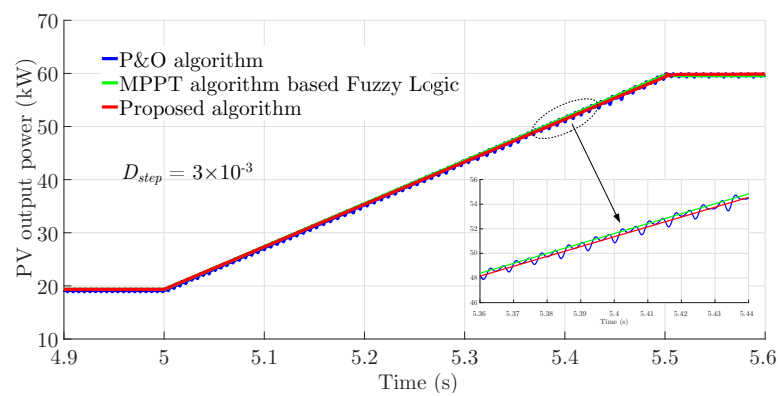 70
60
50
40
30
20
10
PV output power (kW)
P&O algorithm
MPPT algorithm based Fuzzy Logic
Proposed algorithm
D_step = 3×10⁻³
56
54
52
50
48
46
5.36 5.37 5.38 5.39 5.4 5.41 5.42 5.43 5.44
Time (s)
4.9 5 5.1 5.2 5.3 5.4 5.5 5.6
Time (s)